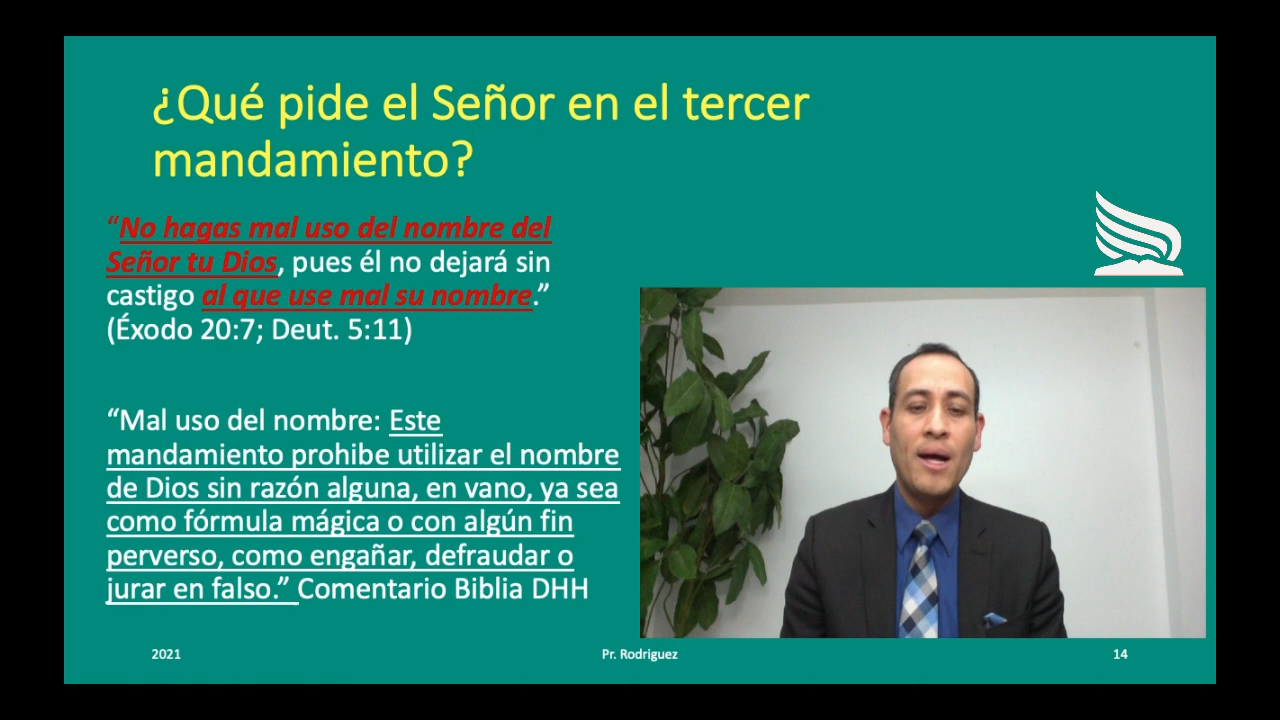 ¿Qué pide el Señor en el tercer
mandamiento?
“No hagas mal uso del nombre del
Señor tu Dios, pues él no dejará sin
castigo al que use mal su nombre.”
(Éxodo 20:7; Deut. 5:11)
“Mal uso del nombre: Este
mandamiento prohibe utilizar el nombre
de Dios sin razón alguna, en vano, ya sea
como fórmula mágica o con algún fin
perverso, como engañar, defraudar o
jurar en falso.” Comentario Biblia DHH
2021
Pr. Rodriguez
14